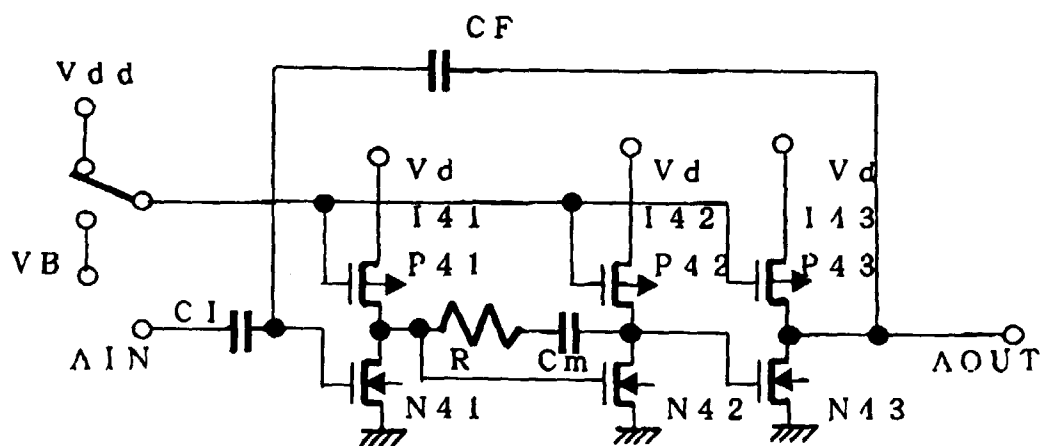 CF
Vdd
Vd
Vd
Vd
I41
I42
I43
VB
P41
P42
P43
CI
AIN
R
Cm
AOUT
N41
N42
N43